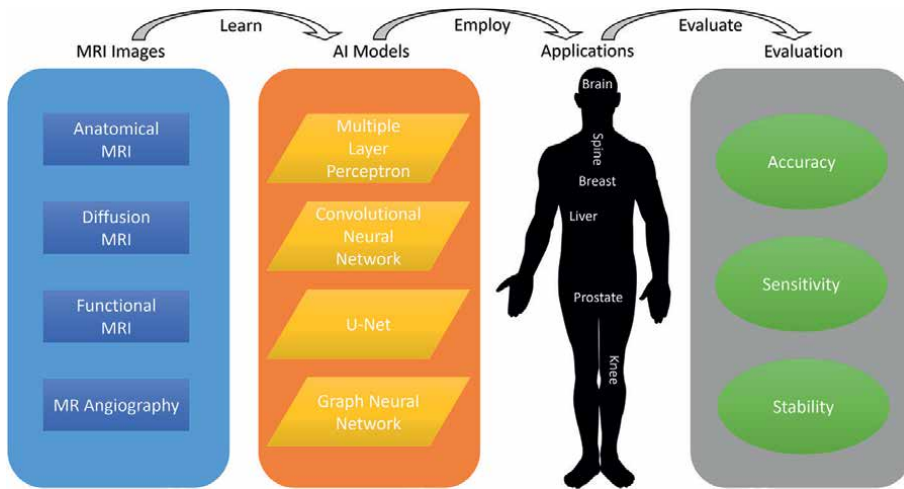 Learn
Employ
Evaluate
MRI Images
AI Models
Applications
Evaluation
Anatomical
MRI
Diffusion
MRI
Functional
MRI
MR Angiography
Multiple
Layer
Perceptron
Convolutional
Neural
Network
U-Net
Graph Neural
Network
Brain
Spine
Breast
Liver
Prostate
Knee
Accuracy
Sensitivity
Stability